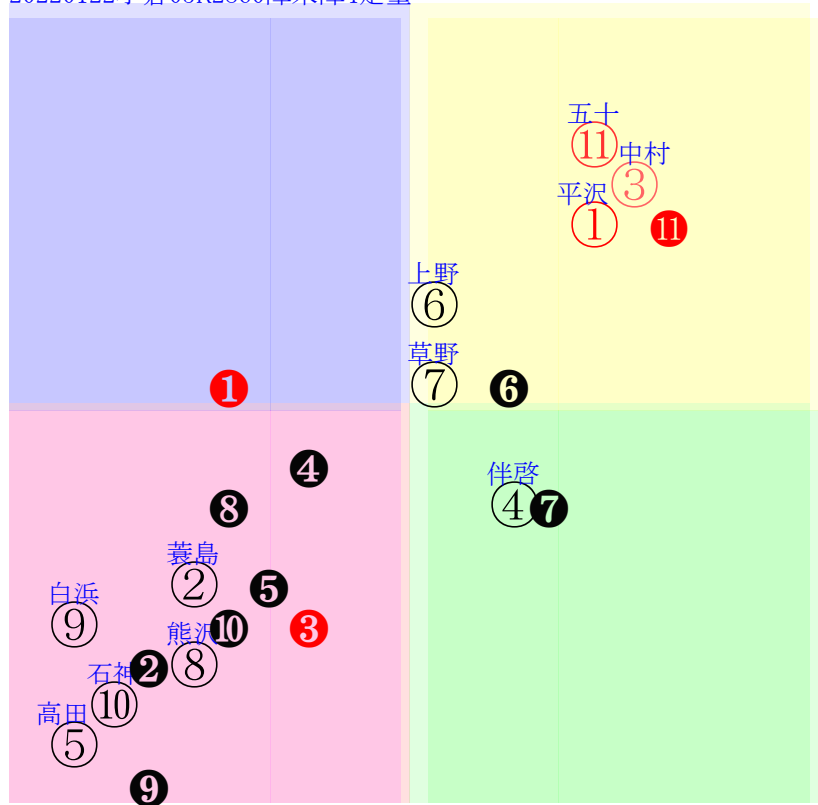 五十
⑪
中村
③
平沢
①
⓫
上野
⑥
草野
⑦
❶
❻
❹
伴啓
④
❼
❽
蓑島
②
❺
白浜
⑨
熊沢
❿
❸
⑧
❷
石神
⑩
高田
⑤
❾